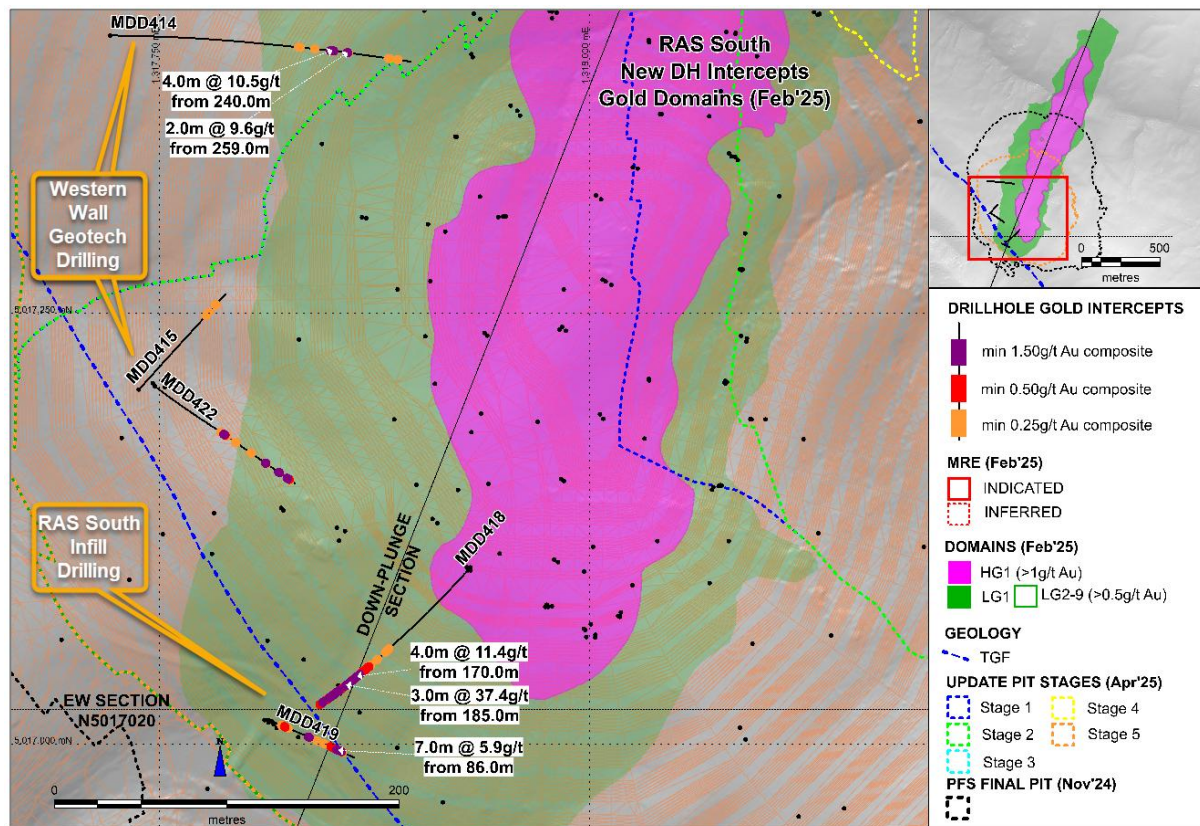 MDD414
1,317,750 mE
1,318,000 mE
4.0m @ 10.5g/t
from 240.0m
2.0m @ 9.6g/t
from 259.0m
RAS South
New DH Intercepts
Gold Domains (Feb'25)
Western
Wall
Geotech
Drilling
5,017,250 mN
MDD415
MDD422
RAS South
Infill
Drilling
DOWN-PLUNGE
SECTION
MDD418
4.0m @ 11.4g/t
from 170.0m
3.0m @ 37.4g/t
from 185.0m
EW SECTION
N5017020
MDD419
5,017,000 mN
7.0m @ 5.9g/t
from 86.0m
N
0 200
metres
0 500
metres
DRILLHOLE GOLD INTERCEPTS
min 1.50g/t Au composite
min 0.50g/t Au composite
min 0.25g/t Au composite
MRE (Feb'25)
INDICATED
INFERRED
DOMAINS (Feb'25)
HG1 (>1g/t Au)
LG1 LG2-9 (>0.5g/t Au)
GEOLOGY
TGF
UPDATE PIT STAGES (Apr'25)
Stage 1 Stage 4
Stage 2 Stage 5
Stage 3
PFS FINAL PIT (Nov'24)